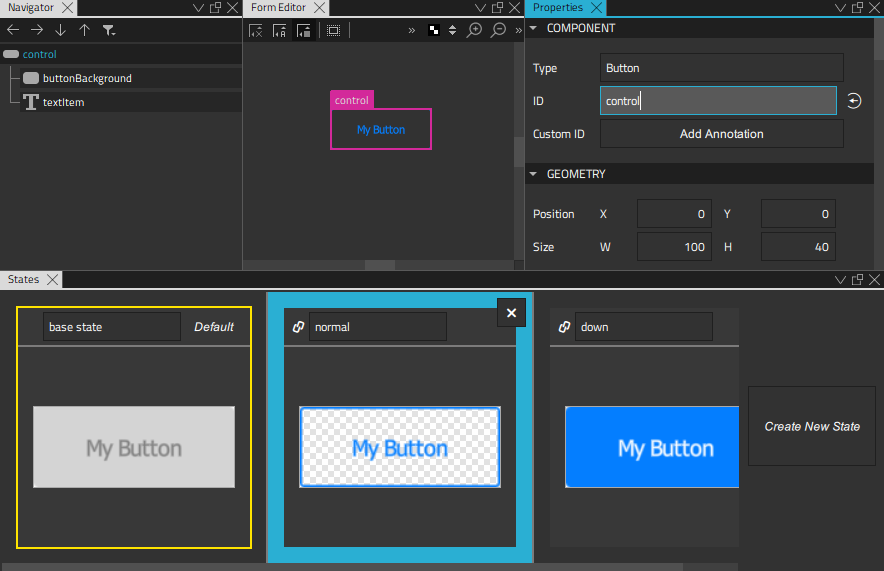 Navigator
Form Editor
Properties
control
buttonBackground
textItem
control
My Button
COMPONENT
Type
Button
ID
control
Custom ID
Add Annotation
GEOMETRY
Position X 0 Y 0
Size W 100 H 40
States
base state
Default
My Button
normal
My Button
down
My Button
Create New State